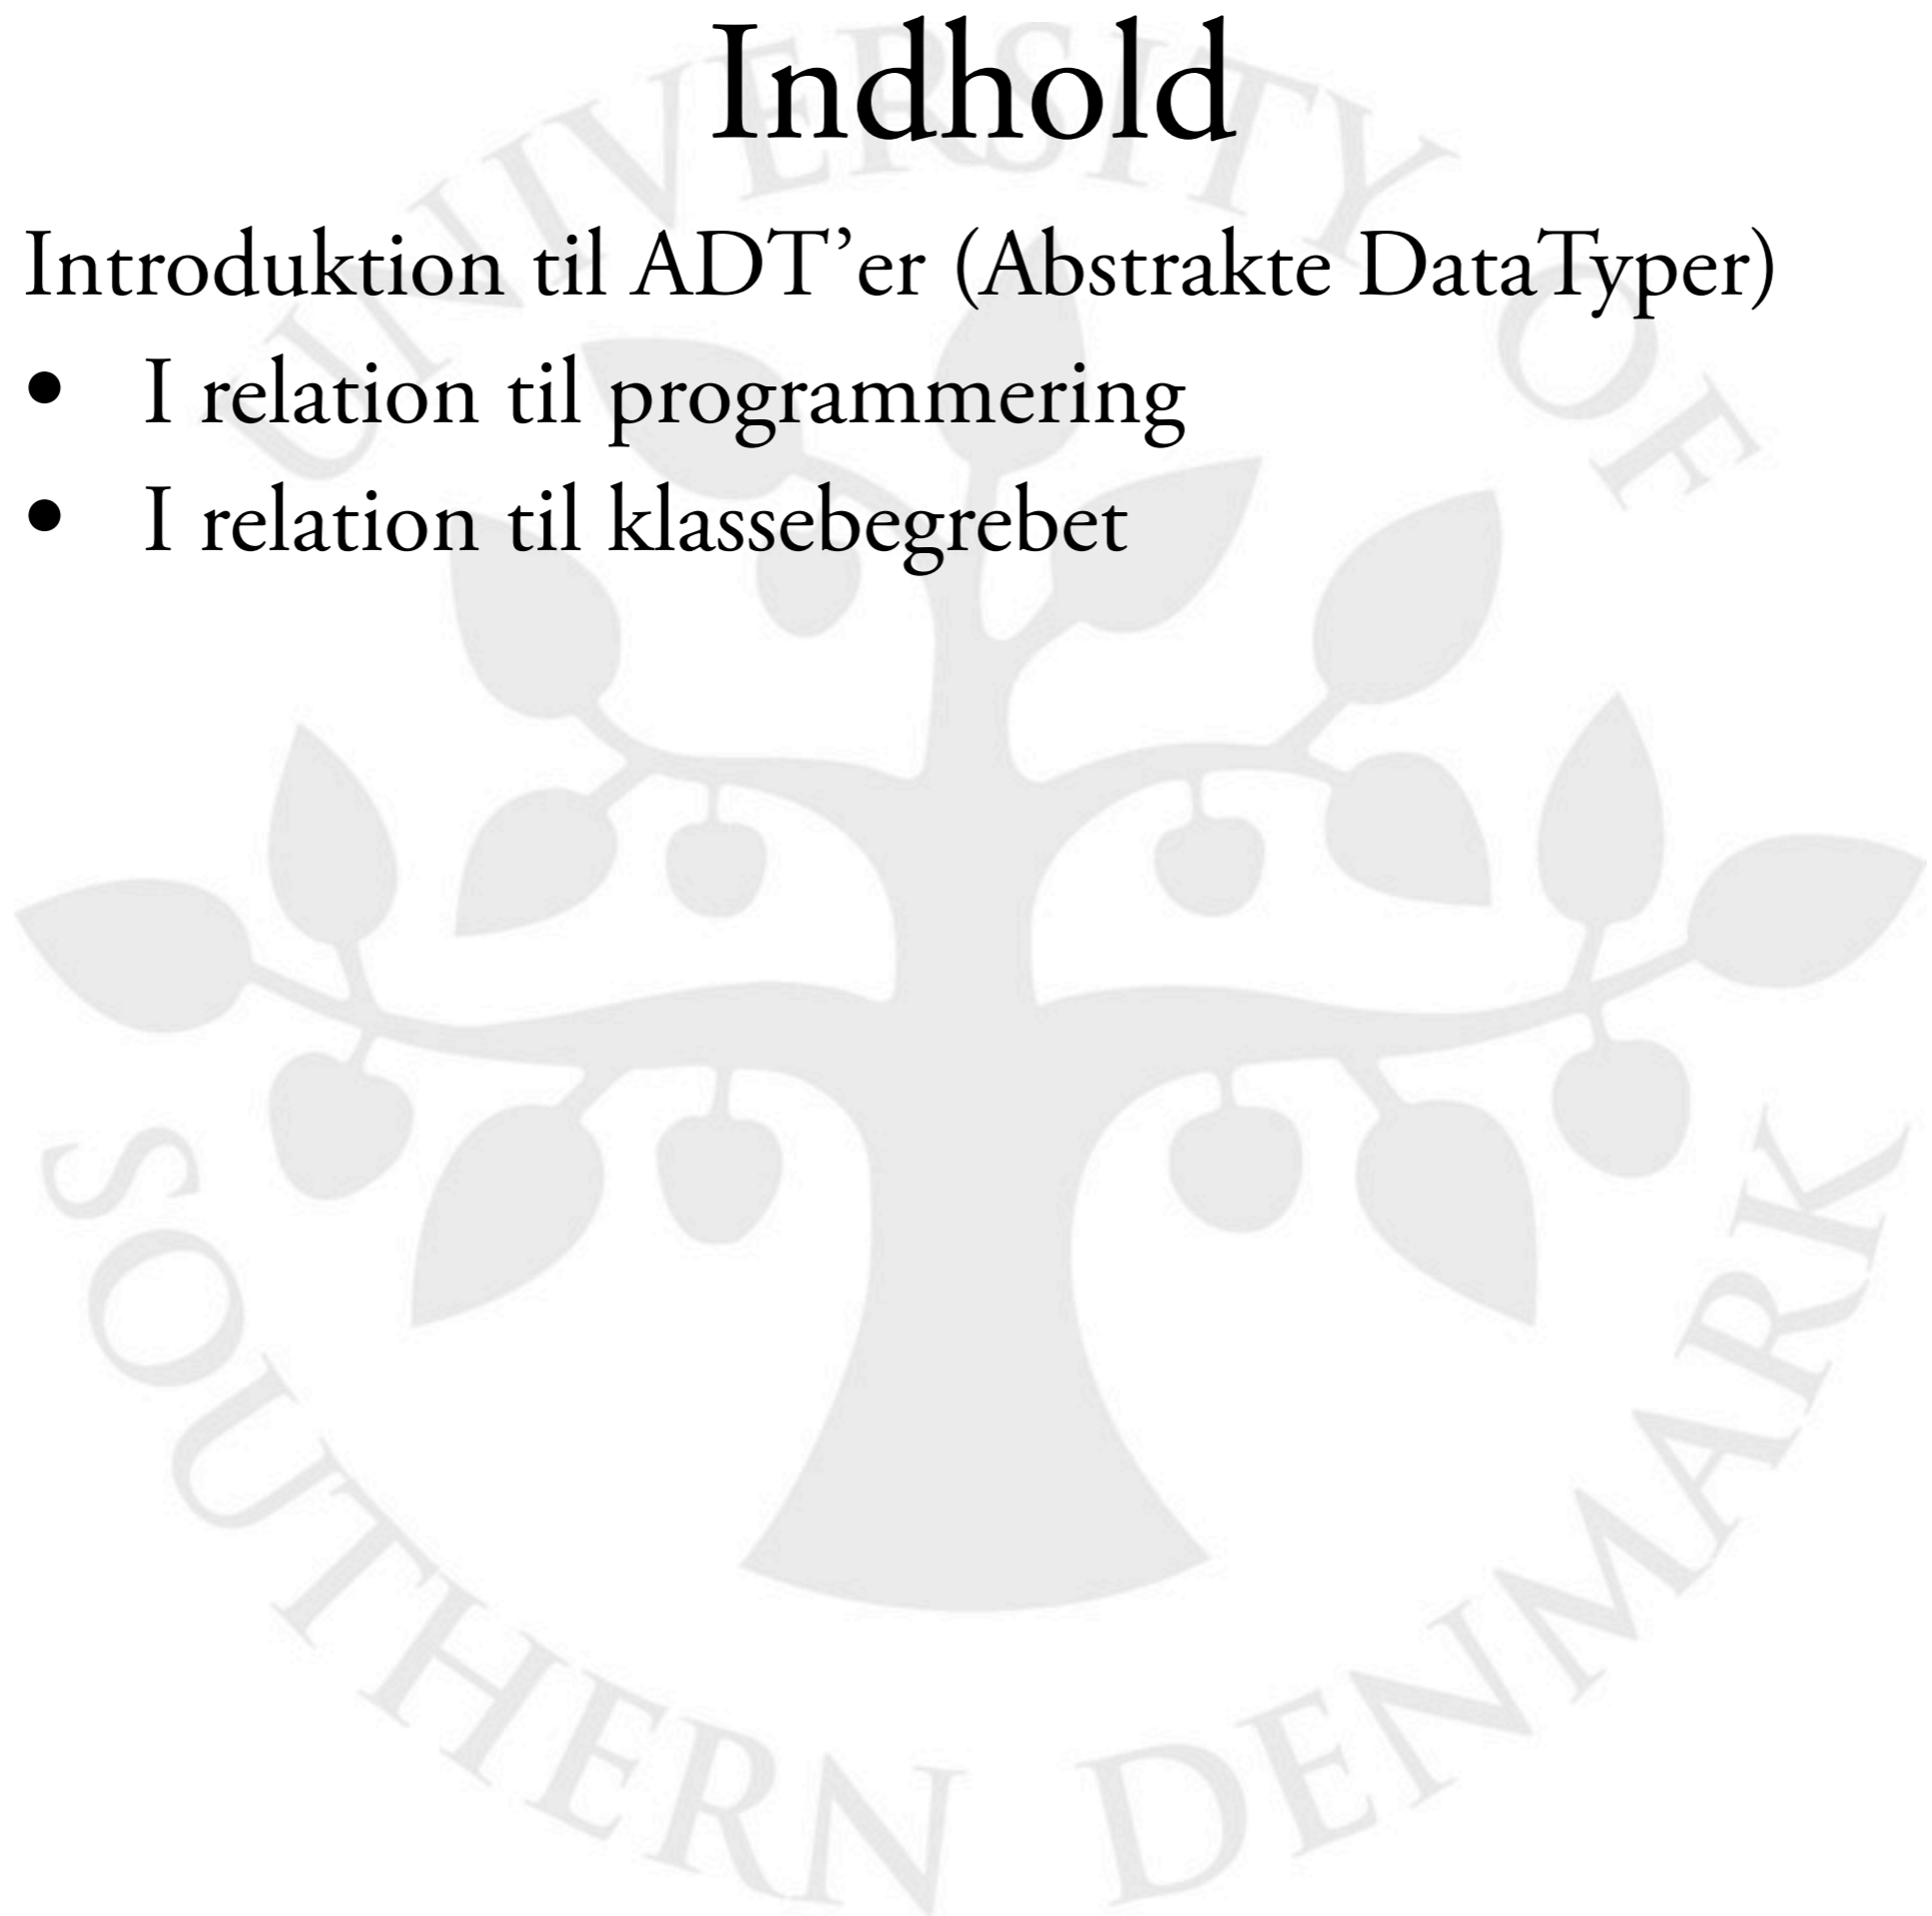 Indhold
Introduktion til ADT’er (Abstrakte DataTyper)
• I relation til programmering
• I relation til klassebegrebet
UNIVERSITY OF
SOUTHERN DENMARK